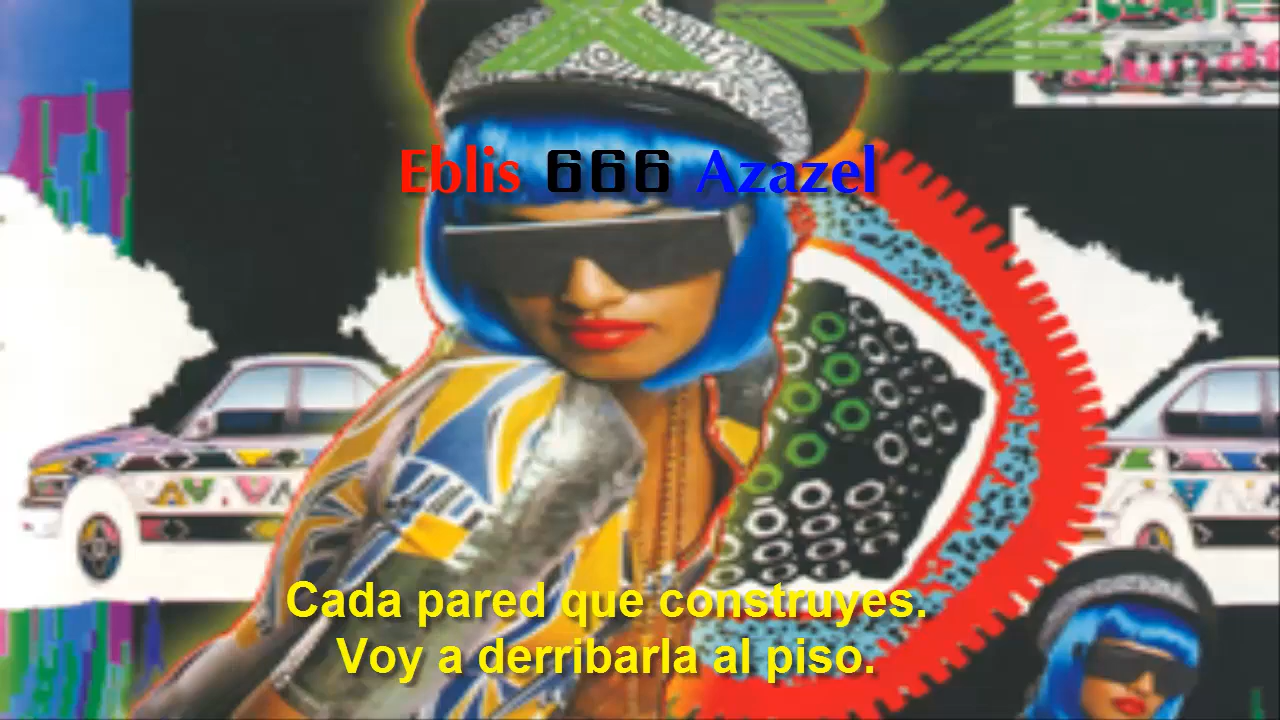 Eblis 666 Azazel
Cada pared que construyes.
Voy a derribarla al piso.